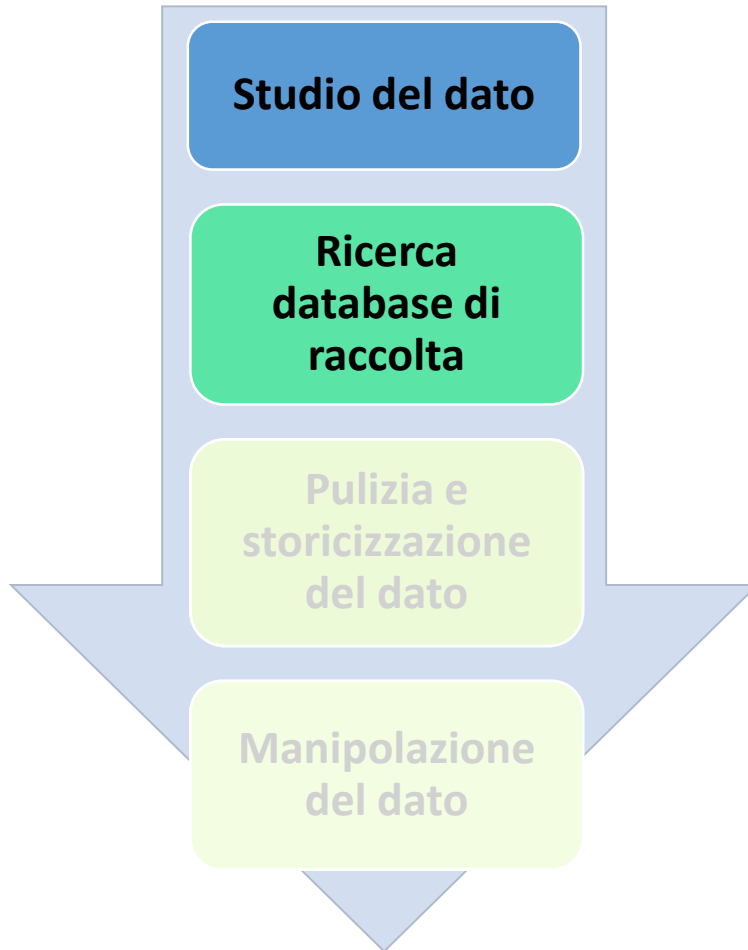 Studio del dato
Ricerca
database di
raccolta
Pulizia e
storicizzazione
del dato
Manipolazione
del dato